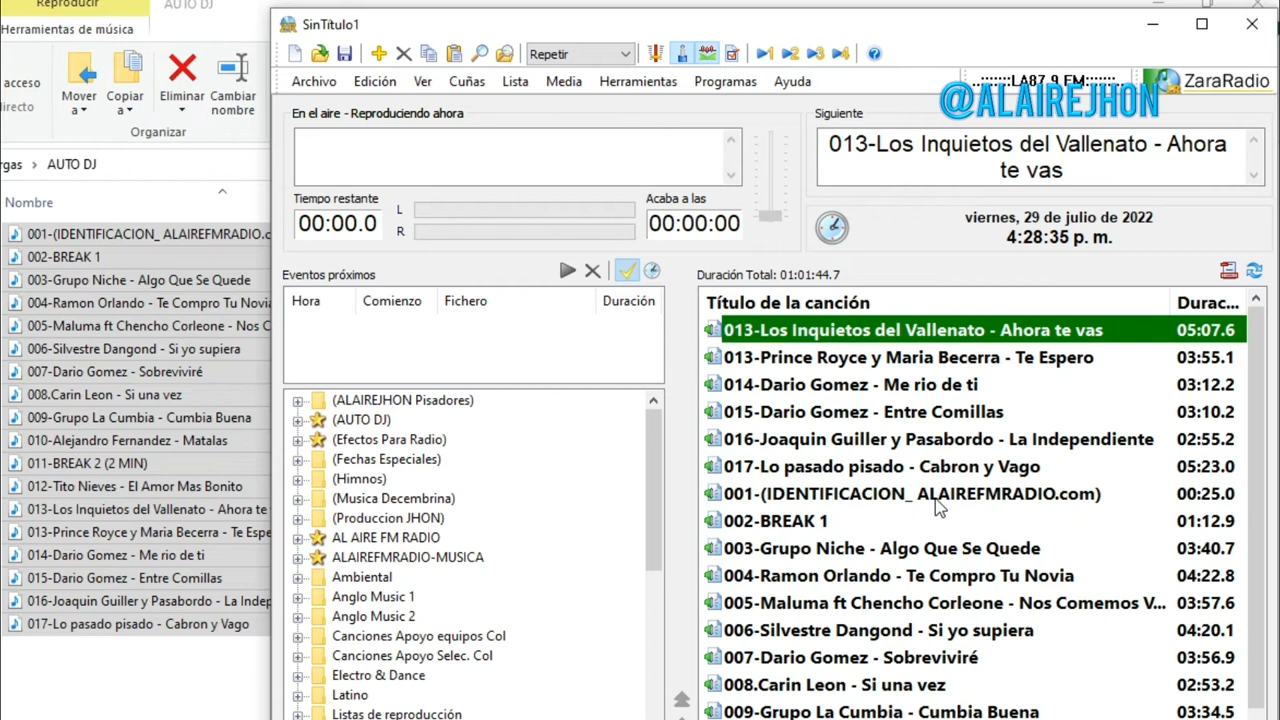 Reproducir
AUTO DJ
Herramientas de música
acceso
directo
Mover
a
Copiar
a
Eliminar
Cambiar
nombre
Organizar
rgas > AUTO DJ
Nombre
001-(IDENTIFICACION_ ALAIREFMRADIO.c
002-BREAK 1
003-Grupo Niche - Algo Que Se Quede
004-Ramon Orlando - Te Compro Tu Novia
005-Maluma ft Chencho Corleone - Nos C
006-Silvestre Dangond - Si yo supiera
007-Dario Gomez - Sobreviviré
008.Carin Leon - Si una vez
009-Grupo La Cumbia - Cumbia Buena
010-Alejandro Fernandez - Matalas
011-BREAK 2 (2 MIN)
012-Tito Nieves - El Amor Mas Bonito
013-Los Inquietos del Vallenato - Ahora te
013-Prince Royce y Maria Becerra - Te Espe
014-Dario Gomez - Me rio de ti
015-Dario Gomez - Entre Comillas
016-Joaquin Guiller y Pasabordo - La Indep
017-Lo pasado pisado - Cabron y Vago
SinTítulo1
Repetir
1 2 3 4
Archivo Edición Ver Cuñas Lista Media Herramientas Programas Ayuda
:::::::LA87.9 FM:::::::
ZaraRadio
@ALAIREJHON
En el aire - Reproduciendo ahora
Tiempo restante
00:00.0
L
R
Acaba a las
00:00:00
Siguiente
013-Los Inquietos del Vallenato - Ahora
te vas
viernes, 29 de julio de 2022
4:28:35 p. m.
Eventos próximos
Hora Comienzo Fichero Duración
(ALAIREJHON Pisadores)
(AUTO DJ)
(Efectos Para Radio)
(Fechas Especiales)
(Himnos)
(Musica Decembrina)
(Produccion JHON)
AL AIRE FM RADIO
ALAIREFMRADIO-MUSICA
Ambiental
Anglo Music 1
Anglo Music 2
Canciones Apoyo equipos Col
Canciones Apoyo Selec. Col
Electro & Dance
Latino
Listas de reproducción
Duración Total: 01:01:44.7
Título de la canción Durac...
013-Los Inquietos del Vallenato - Ahora te vas 05:07.6
013-Prince Royce y Maria Becerra - Te Espero 03:55.1
014-Dario Gomez - Me rio de ti 03:12.2
015-Dario Gomez - Entre Comillas 03:10.2
016-Joaquin Guiller y Pasabordo - La Independiente 02:55.2
017-Lo pasado pisado - Cabron y Vago 05:23.0
001-(IDENTIFICACION_ ALAIREFMRADIO.com) 00:25.0
002-BREAK 1 01:12.9
003-Grupo Niche - Algo Que Se Quede 03:40.7
004-Ramon Orlando - Te Compro Tu Novia 04:22.8
005-Maluma ft Chencho Corleone - Nos Comemos V... 03:57.6
006-Silvestre Dangond - Si yo supiera 04:20.1
007-Dario Gomez - Sobreviviré 03:56.9
008.Carin Leon - Si una vez 02:53.2
009-Grupo La Cumbia - Cumbia Buena 03:34.5